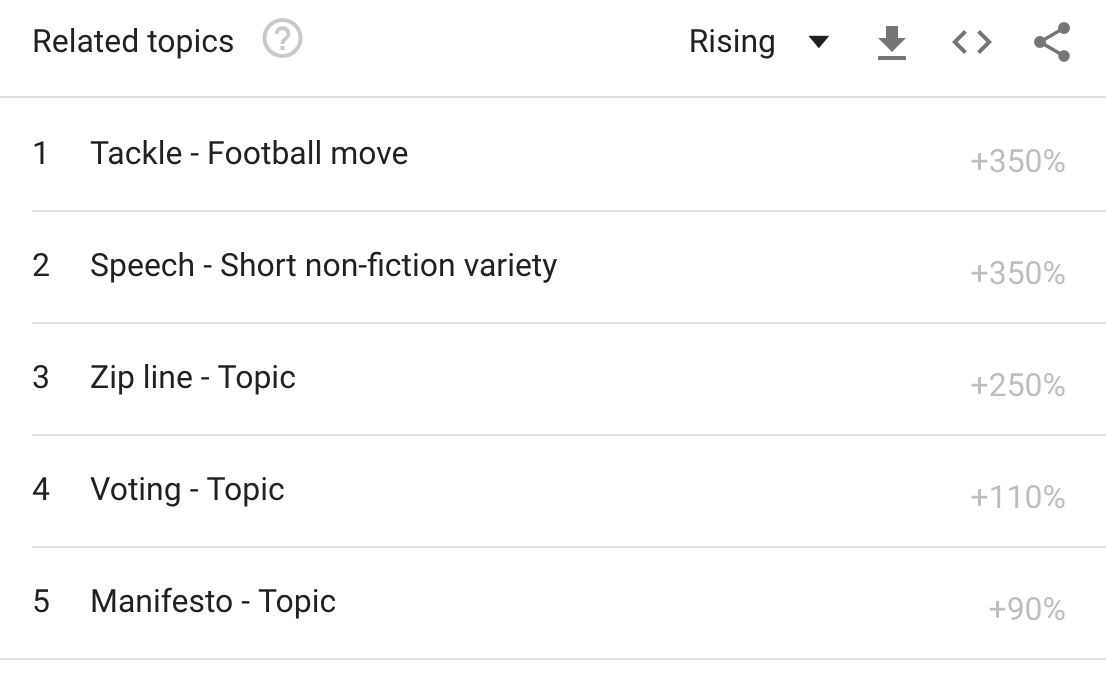 Related topics ? Rising
1 Tackle - Football move +350%
2 Speech - Short non-fiction variety +350%
3 Zip line - Topic +250%
4 Voting - Topic +110%
5 Manifesto - Topic +90%